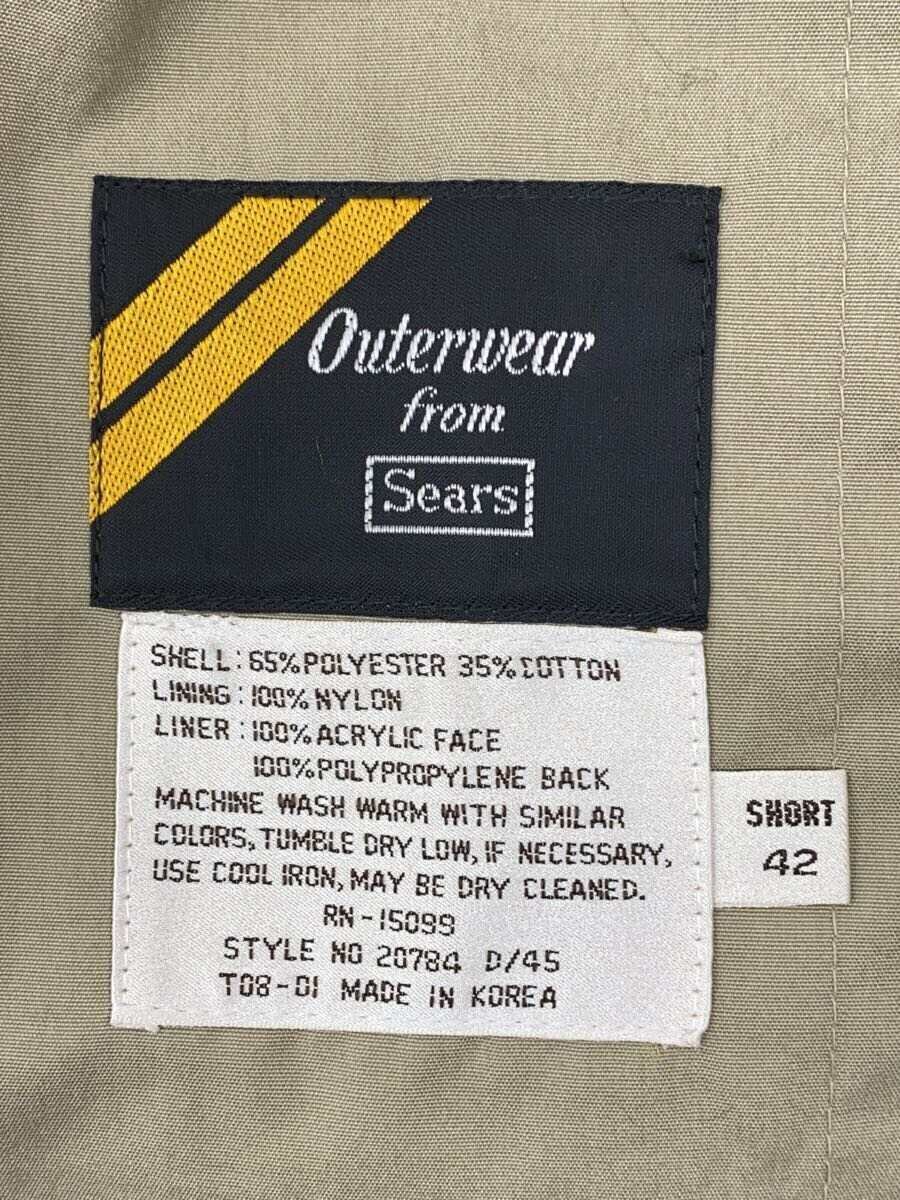 Outerwear
from
Sears
SHELL: 65% POLYESTER 35% COTTON
LINING: 100% NYLON
LINER: 100% ACRYLIC FACE
100% POLYPROPYLENE BACK
MACHINE WASH WARM WITH SIMILAR
COLORS, TUMBLE DRY LOW, IF NECESSARY,
USE COOL IRON, MAY BE DRY CLEANED.
RN-15099
STYLE NO 20784 D/45
T08-01 MADE IN KOREA
SHORT
42